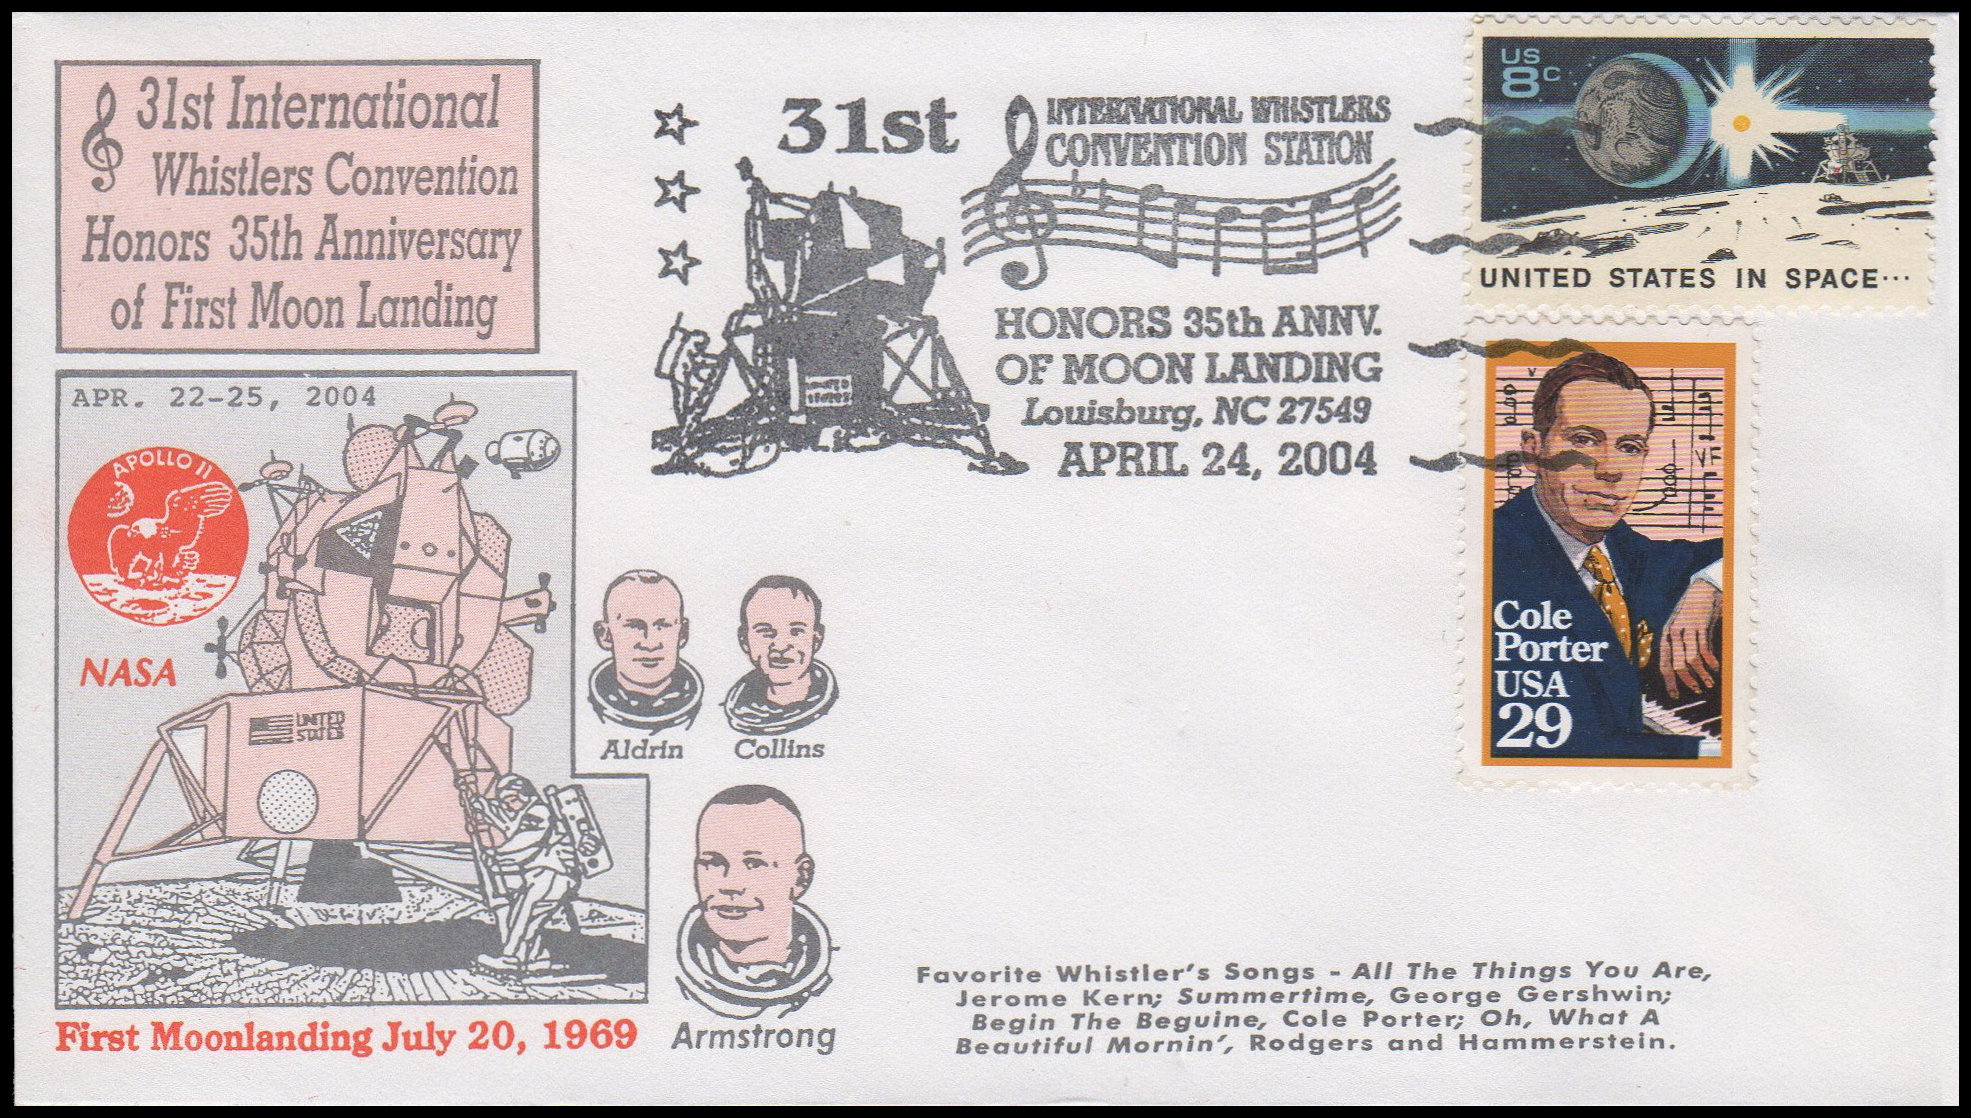 31st International
Whistlers Convention
Honors 35th Anniversary
of First Moon Landing
APR. 22-25, 2004
APOLLO 11
NASA
UNITED
STATES
Aldrin
Collins
Armstrong
First Moonlanding July 20, 1969
31st
INTERNATIONAL WHISTLERS
CONVENTION STATION
UNITED
STATES
HONORS 35th ANNV.
OF MOON LANDING
Louisburg, NC 27549
APRIL 24, 2004
US
8c
UNITED STATES IN SPACE...
Cole
Porter
USA
29
Favorite Whistler's Songs - All The Things You Are,
Jerome Kern; Summertime, George Gershwin;
Begin The Beguine, Cole Porter; Oh, What A
Beautiful Mornin', Rodgers and Hammerstein.